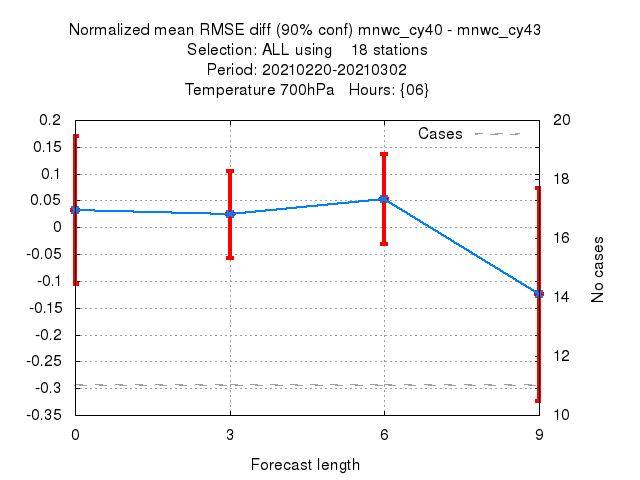 Normalized mean RMSE diff (90% conf) mnwc_cy40 - mnwc_cy43
Selection: ALL using    18 stations
Period: 20210220-20210302
Temperature 700hPa   Hours: {06}
Cases
0.2
0.15
0.1
0.05
0
-0.05
-0.1
-0.15
-0.2
-0.25
-0.3
-0.35
20
18
16
14
12
10
No cases
0 3 6 9
Forecast length